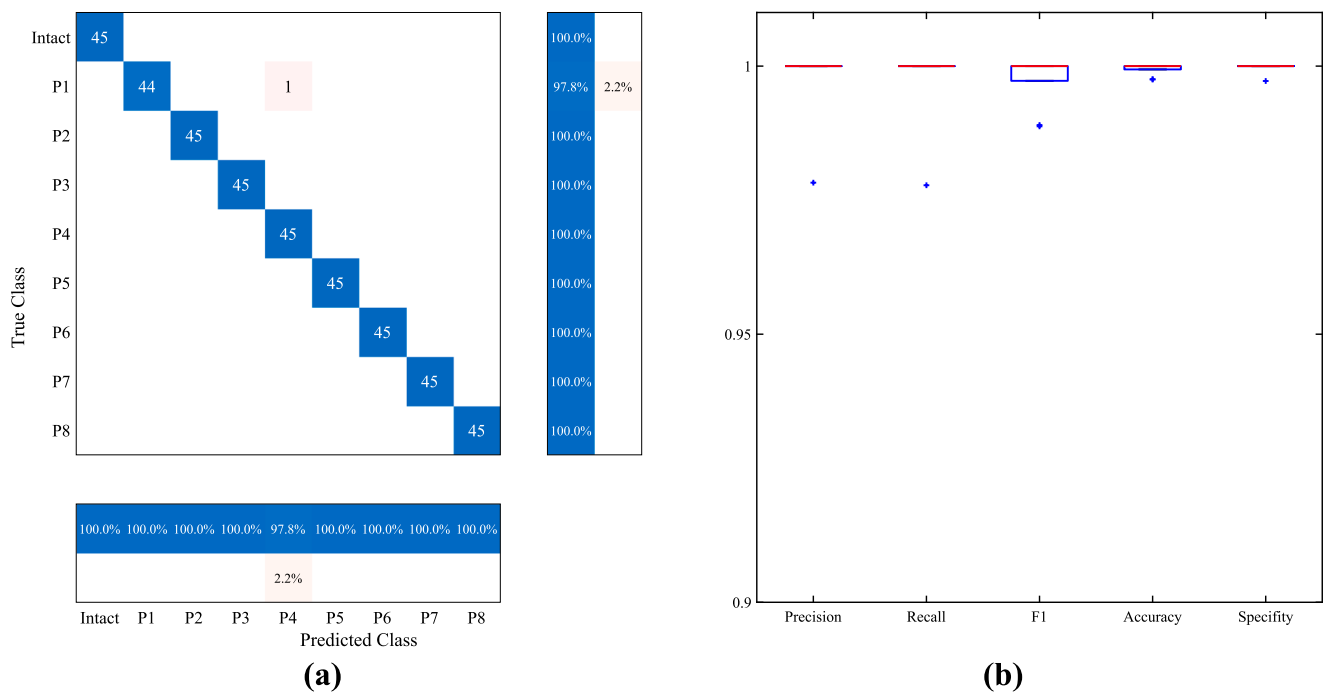 Intact 45 100.0%
P1 44 1 97.8% 2.2%
P2 45 100.0%
P3 45 100.0%
P4 45 100.0%
P5 45 100.0%
P6 45 100.0%
P7 45 100.0%
P8 45 100.0%
True Class
100.0% 100.0% 100.0% 100.0% 97.8% 100.0% 100.0% 100.0% 100.0%
2.2%
Intact P1 P2 P3 P4 P5 P6 P7 P8
Predicted Class
(a)
1
0.95
0.9
Precision Recall F1 Accuracy Specifity
(b)